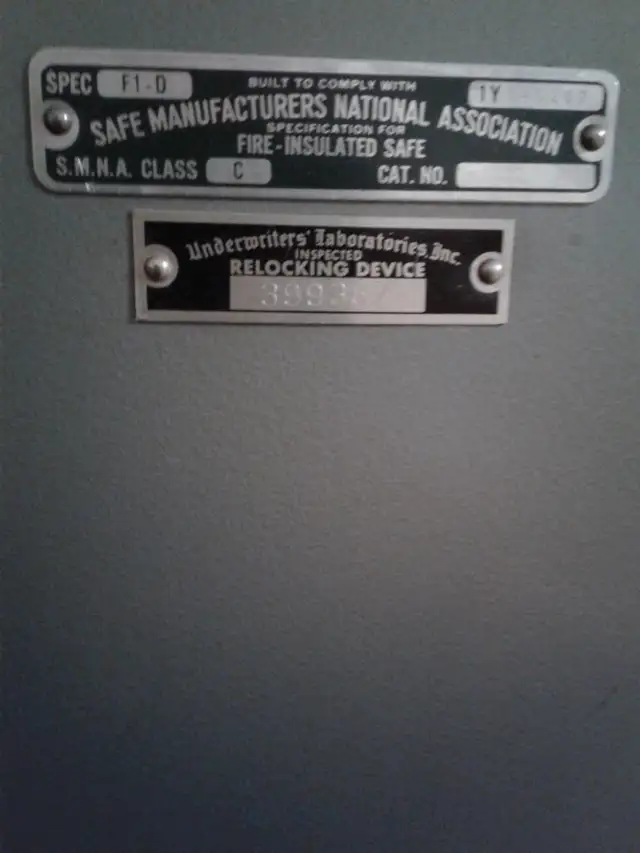 SPEC F1-D
BUILT TO COMPLY WITH
1Y
SAFE MANUFACTURERS NATIONAL ASSOCIATION
SPECIFICATION FOR
FIRE-INSULATED SAFE
S.M.N.A. CLASS C
CAT. NO.
Underwriters' Laboratories, Inc.
INSPECTED
RELOCKING DEVICE